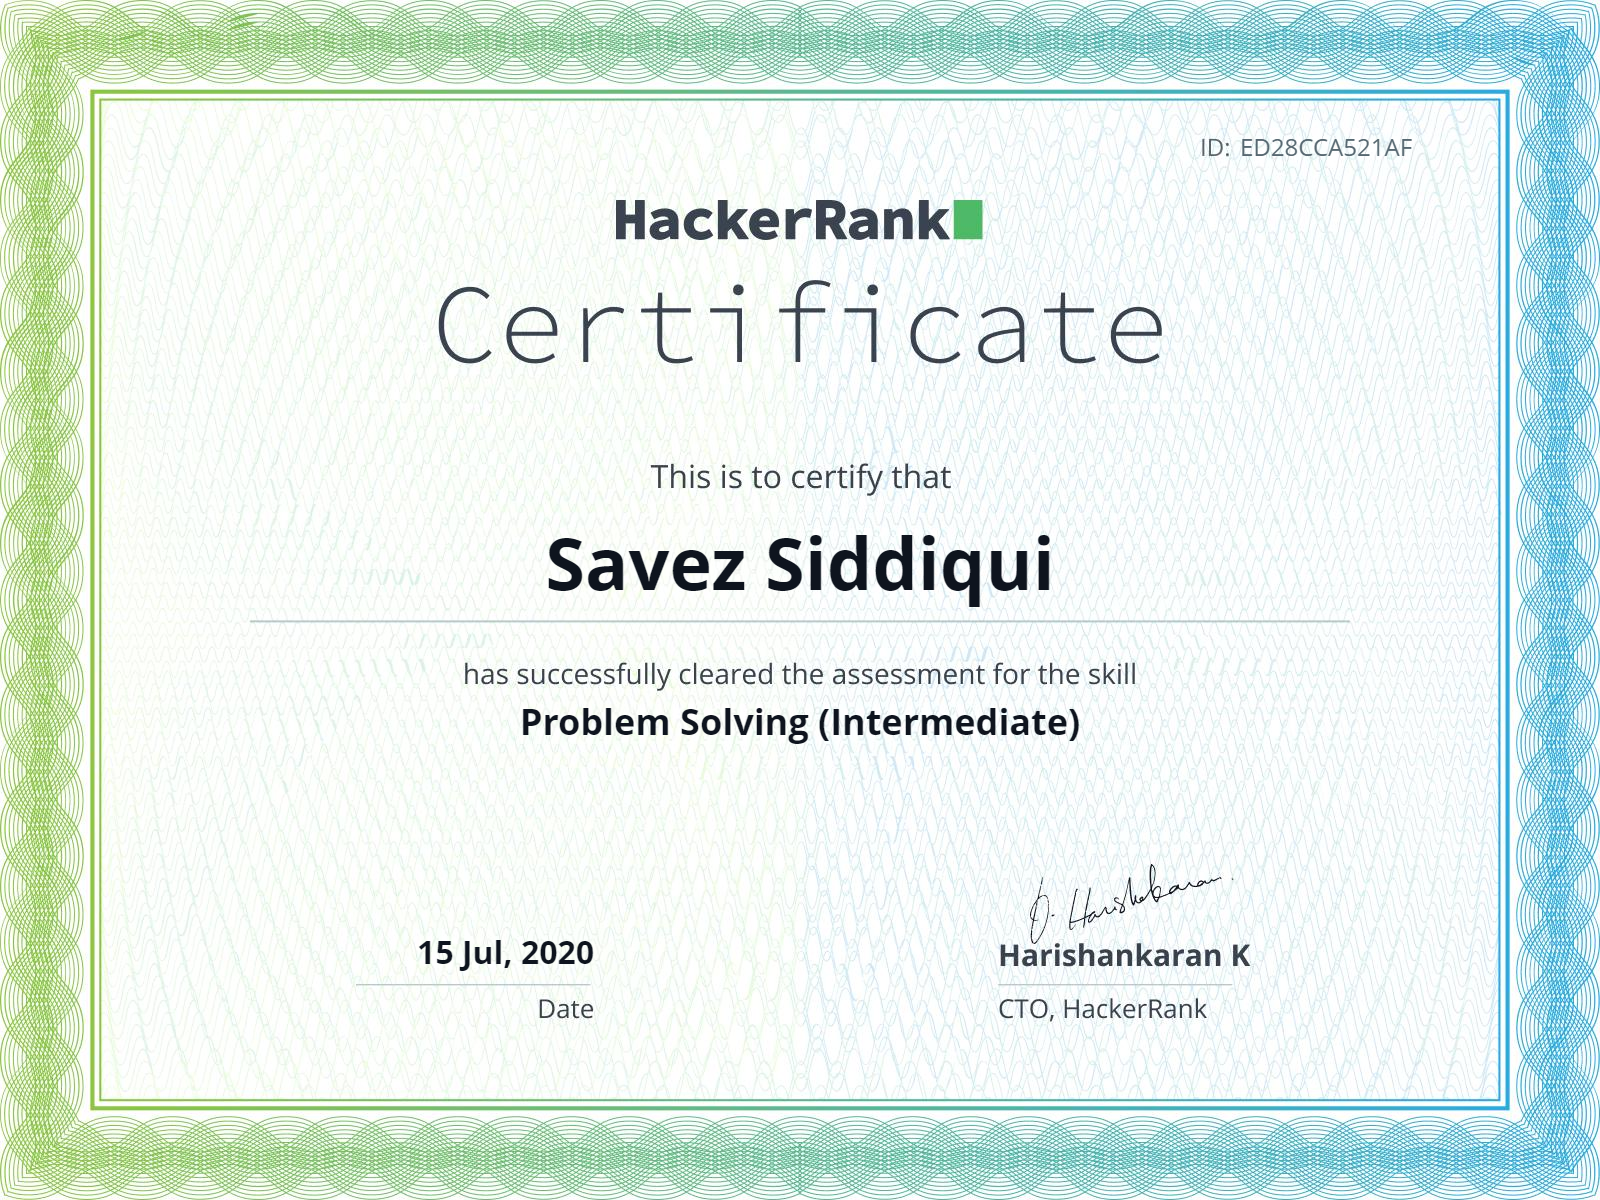 ID: ED28CCA521AF
HackerRank
Certificate
This is to certify that
Savez Siddiqui
has successfully cleared the assessment for the skill
Problem Solving (Intermediate)
15 Jul, 2020
Date
Harishankaran K
CTO, HackerRank